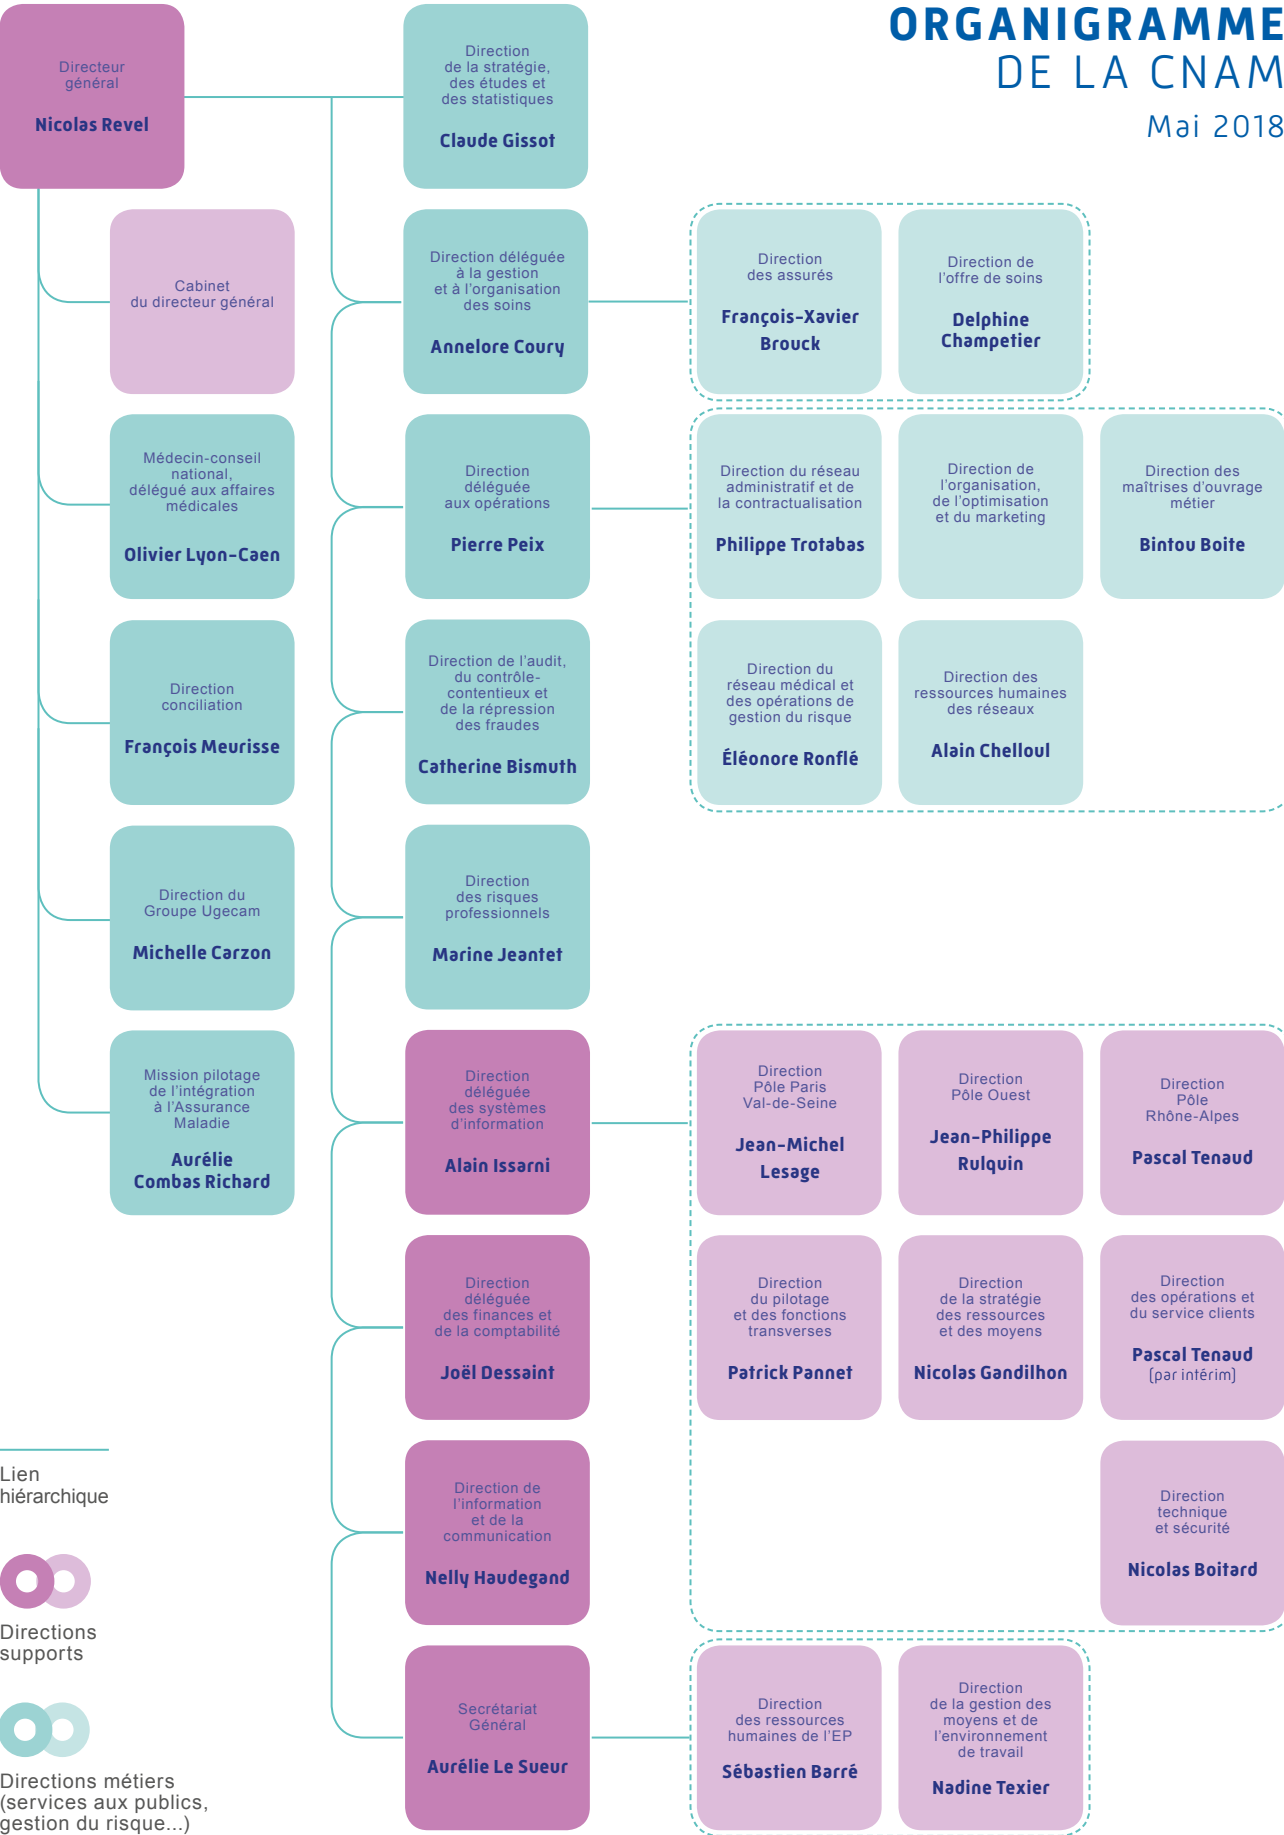 ORGANIGRAMME
DE LA CNAM
Mai 2018
Directeur
général
Nicolas Revel
Direction
de la stratégie,
des études et
des statistiques
Claude Gissot
Cabinet
du directeur général
Direction déléguée
à la gestion
et à l'organisation
des soins
Annelore Coury
Direction
des assurés
François-Xavier
Brouck
Direction de
l'offre de soins
Delphine
Champetier
Médecin-conseil
national,
délégué aux affaires
médicales
Olivier Lyon-Caen
Direction
déléguée
aux opérations
Pierre Peix
Direction du réseau
administratif et de
la contractualisation
Philippe Trotabas
Direction de
l'organisation,
de l'optimisation
et du marketing
Direction des
maîtrises d'ouvrage
métier
Bintou Boite
Direction
conciliation
François Meurisse
Direction de l'audit,
du contrôle-
contentieux et
de la répression
des fraudes
Catherine Bismuth
Direction du
réseau médical et
des opérations de
gestion du risque
Éléonore Ronflé
Direction des
ressources humaines
des réseaux
Alain Chelloul
Direction du
Groupe Ugecam
Michelle Carzon
Direction
des risques
professionnels
Marine Jeantet
Mission pilotage
de l'intégration
à l'Assurance
Maladie
Aurélie
Combas Richard
Direction
déléguée
des systèmes
d'information
Alain Issarni
Direction
Pôle Paris
Val-de-Seine
Jean-Michel
Lesage
Direction
Pôle Ouest
Jean-Philippe
Rulquin
Direction
Pôle
Rhône-Alpes
Pascal Tenaud
Direction
déléguée
des finances et
de la comptabilité
Joël Dessaint
Direction
du pilotage
et des fonctions
transverses
Patrick Pannet
Direction
de la stratégie
des ressources
et des moyens
Nicolas Gandilhon
Direction
des opérations et
du service clients
Pascal Tenaud
(par intérim)
Direction de
l'information
et de la
communication
Nelly Haudegand
Direction
technique
et sécurité
Nicolas Boitard
Secrétariat
Général
Aurélie Le Sueur
Direction
des ressources
humaines de l'EP
Sébastien Barré
Direction
de la gestion des
moyens et de
l'environnement
de travail
Nadine Texier
Lien
hiérarchique
Directions
supports
Directions métiers
(services aux publics,
gestion du risque...)